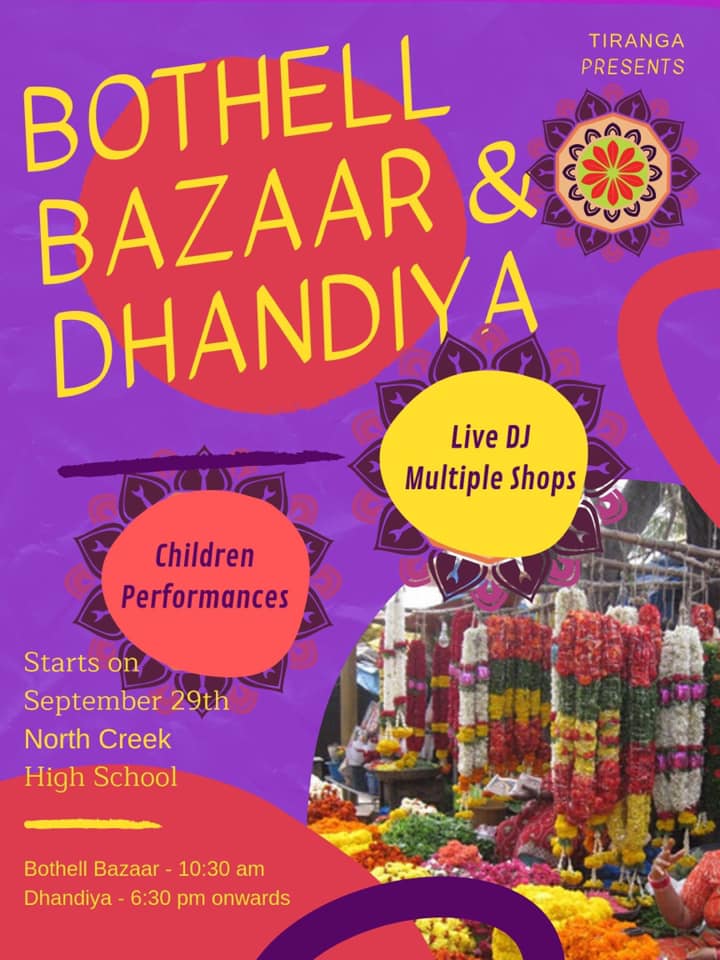 TIRANGA
PRESENTS
BOTHELL
BAZAAR &
DHANDIYA
Live DJ
Multiple Shops
Children
Performances
Starts on
September 29th
North Creek
High School
Bothell Bazaar - 10:30 am
Dhandiya - 6:30 pm onwards